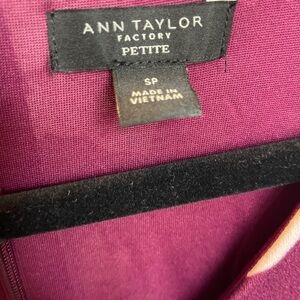 ANN TAYLOR
FACTORY
PETITE
SP
MADE IN
VIETNAM